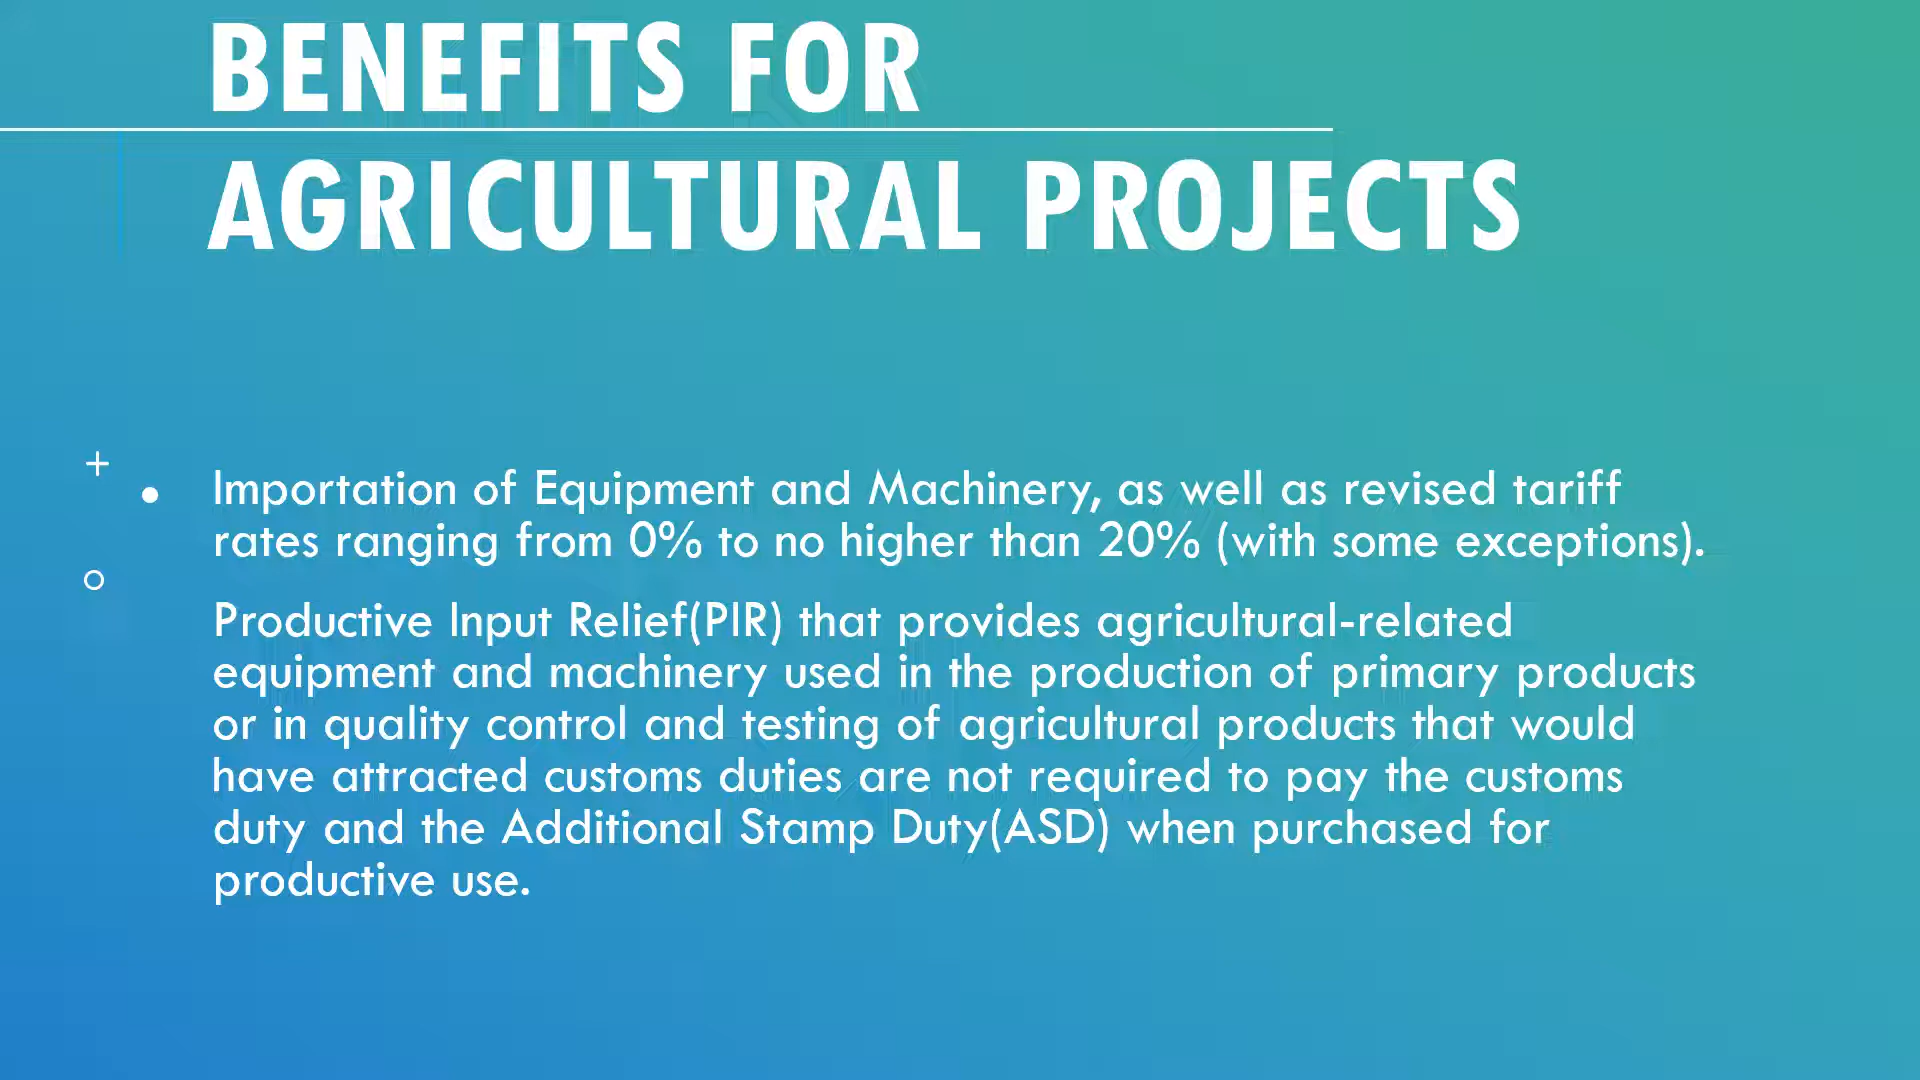 BENEFITS FOR
AGRICULTURAL PROJECTS
Importation of Equipment and Machinery, as well as revised tariff
rates ranging from 0% to no higher than 20% (with some exceptions).
Productive Input Relief(PIR) that provides agricultural-related
equipment and machinery used in the production of primary products
or in quality control and testing of agricultural products that would
have attracted customs duties are not required to pay the customs
duty and the Additional Stamp Duty(ASD) when purchased for
productive use.